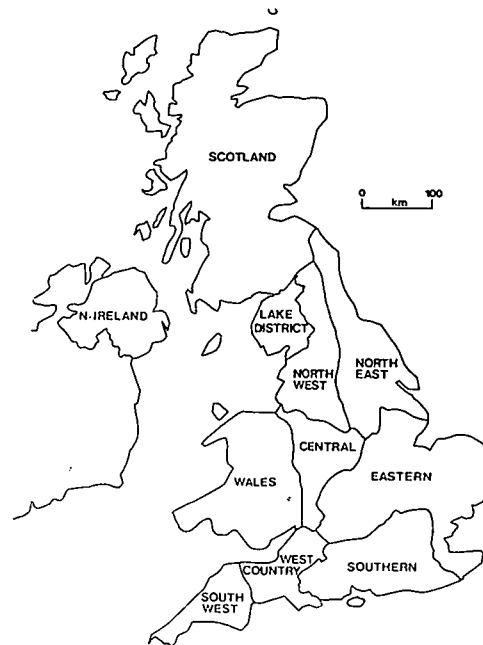 SCOTLAND
0 100
km
N·IRELAND
LAKE
DISTRICT
NORTH
WEST
NORTH
EAST
CENTRAL
WALES
EASTERN
WEST
COUNTRY
SOUTHERN
SOUTH
WEST